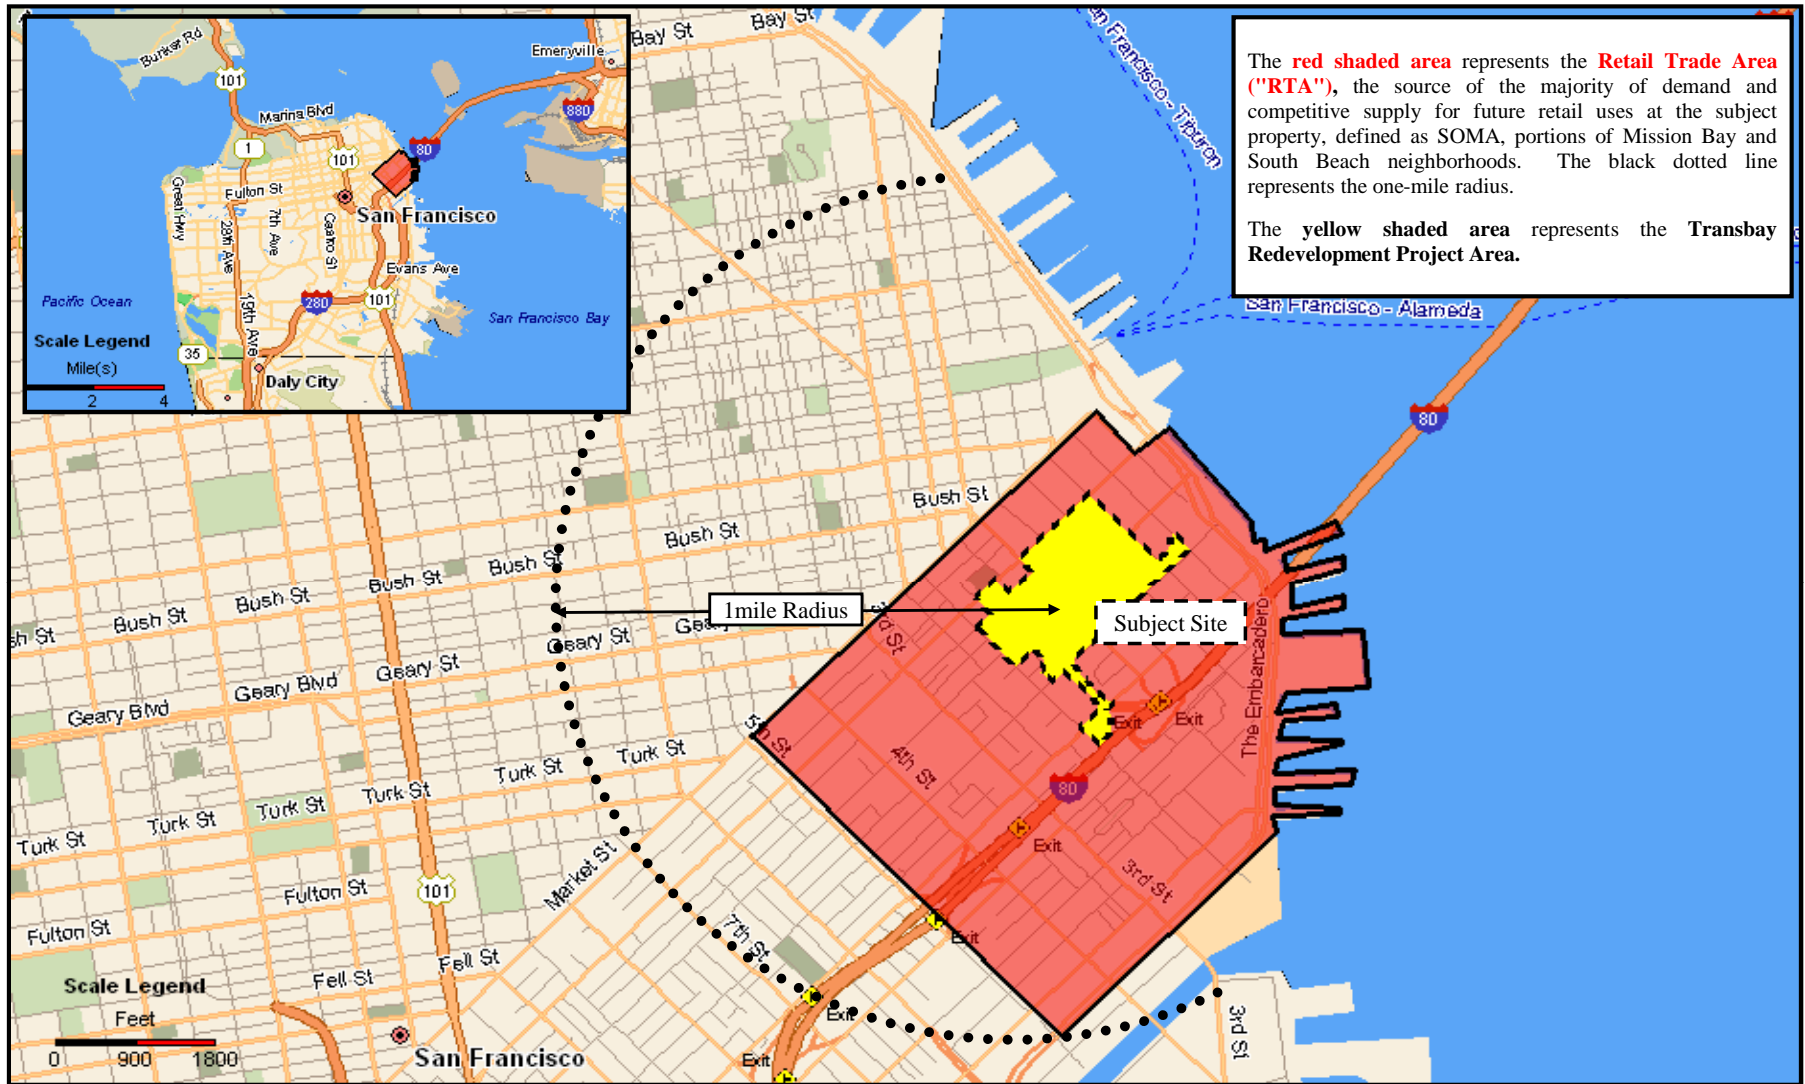 Bunker Rd
101
Emeryville
880
Marina Blvd
1
101
80
Fulton St
San Francisco
Great Hwy
28th Ave
7th Ave
Castro St
19th Ave
Evans Ave
280
101
Pacific Ocean
San Francisco Bay
Scale Legend
Mile(s)
2 4
35
Daly City
Bay St
Bay St
San Francisco - Tiburon
The red shaded area represents the Retail Trade Area
("RTA"), the source of the majority of demand and
competitive supply for future retail uses at the subject
property, defined as SOMA, portions of Mission Bay and
South Beach neighborhoods. The black dotted line
represents the one-mile radius.
The yellow shaded area represents the Transbay
Redevelopment Project Area.
San Francisco - Alameda
80
Bush St
Bush St
Bush St
Bush St
Bush St
Bush St
sh St
1mile Radius
Subject Site
3rd St
Geary St
Geary St
Geary Blvd
Geary Blvd
The Embarcadero
Exit
Exit
5th St
4th St
80
Exit
3rd St
Turk St
Turk St
Turk St
Turk St
Turk St
Turk St
Market St
101
Fulton St
Fulton St
7th St
Exit
Fell St
Fell St
Exit
3rd St
Exit
Scale Legend
Feet
0 900 1800
San Francisco